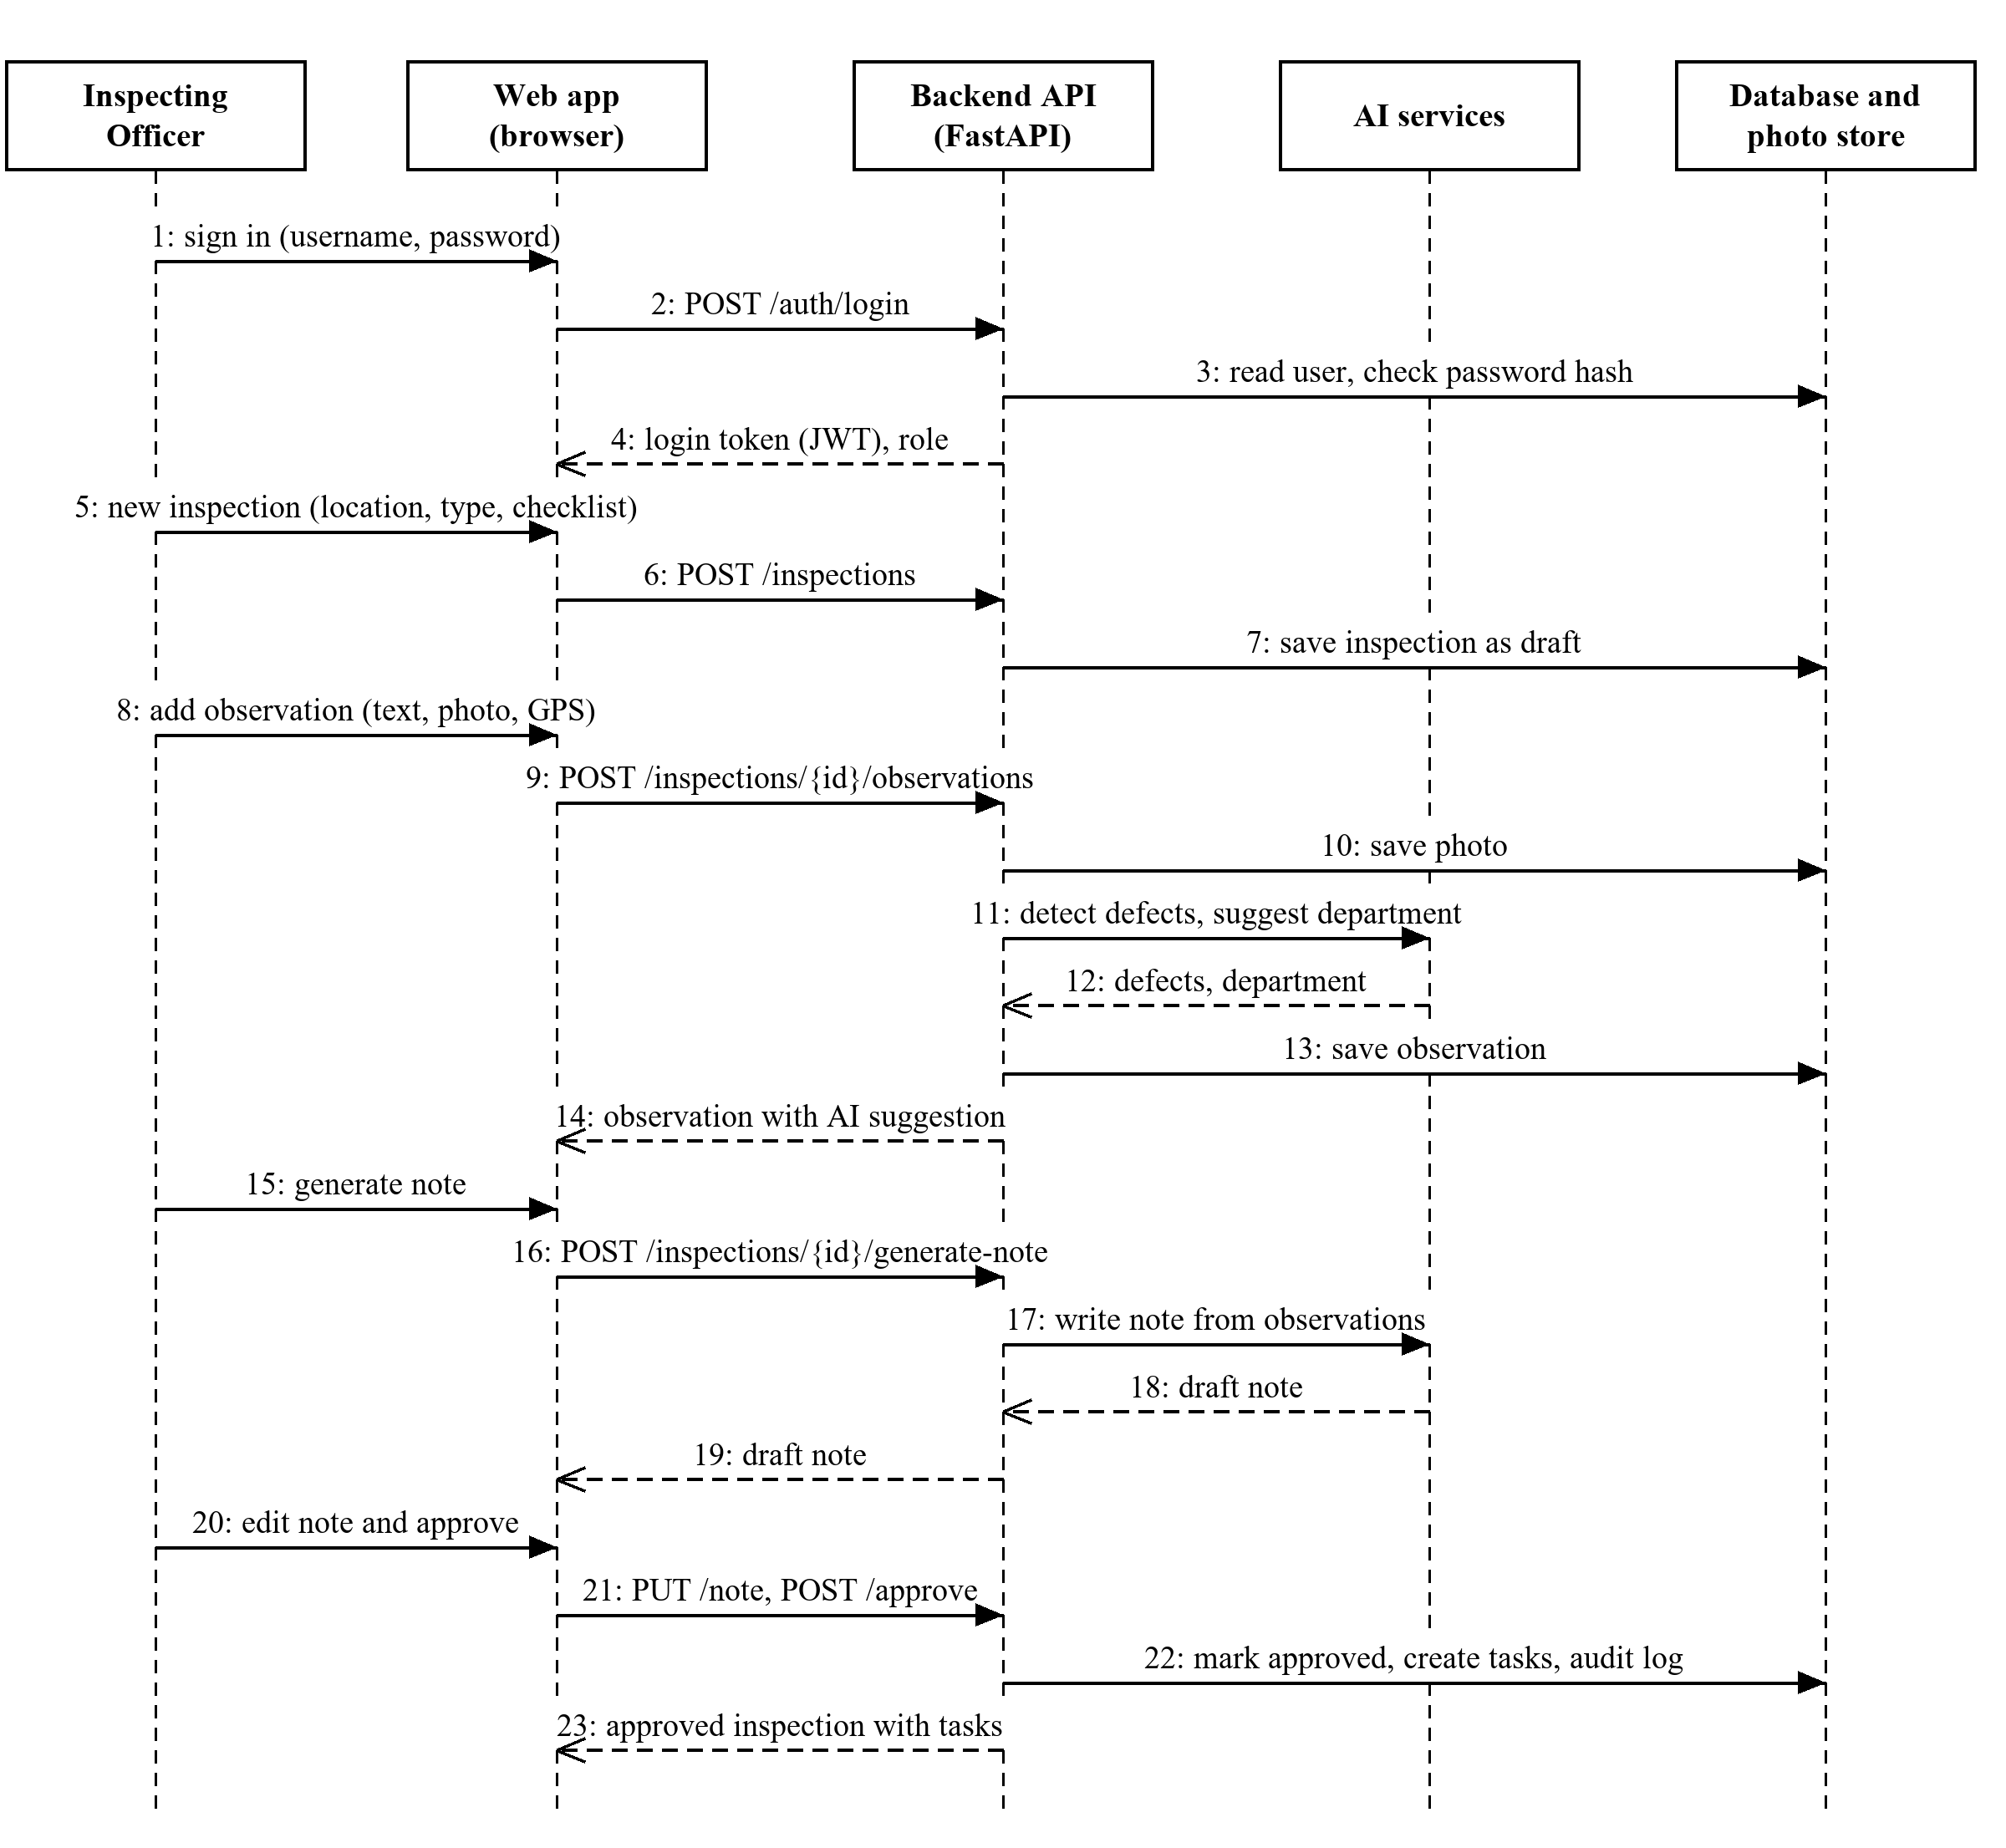 Inspecting
Officer
Web app
(browser)
Backend API
(FastAPI)
AI services
Database and
photo store
1: sign in (username, password)
2: POST /auth/login
3: read user, check password hash
4: login token (JWT), role
5: new inspection (location, type, checklist)
6: POST /inspections
7: save inspection as draft
8: add observation (text, photo, GPS)
9: POST /inspections/{id}/observations
10: save photo
11: detect defects, suggest department
12: defects, department
13: save observation
14: observation with AI suggestion
15: generate note
16: POST /inspections/{id}/generate-note
17: write note from observations
18: draft note
19: draft note
20: edit note and approve
21: PUT /note, POST /approve
22: mark approved, create tasks, audit log
23: approved inspection with tasks